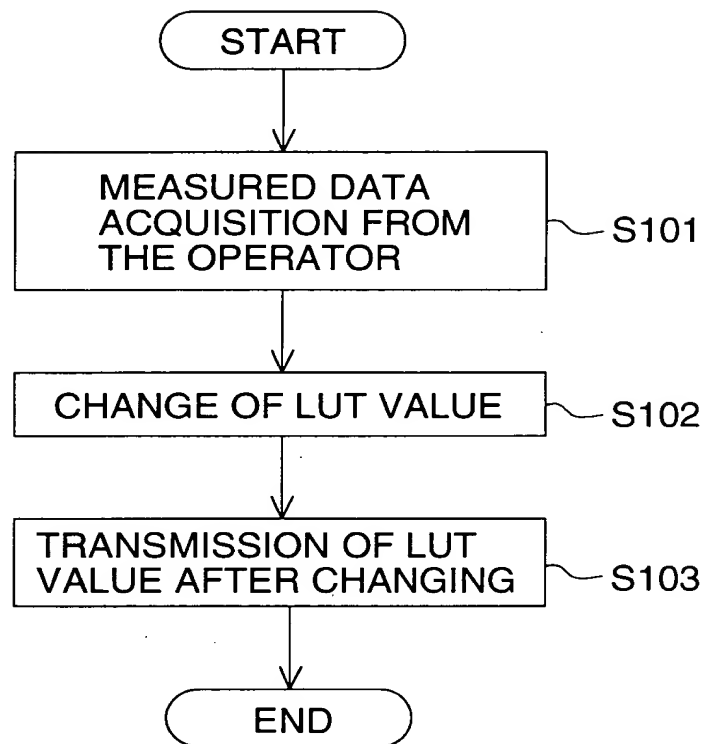 START
MEASURED DATA
ACQUISITION FROM
THE OPERATOR
S101
CHANGE OF LUT VALUE
S102
TRANSMISSION OF LUT
VALUE AFTER CHANGING
S103
END